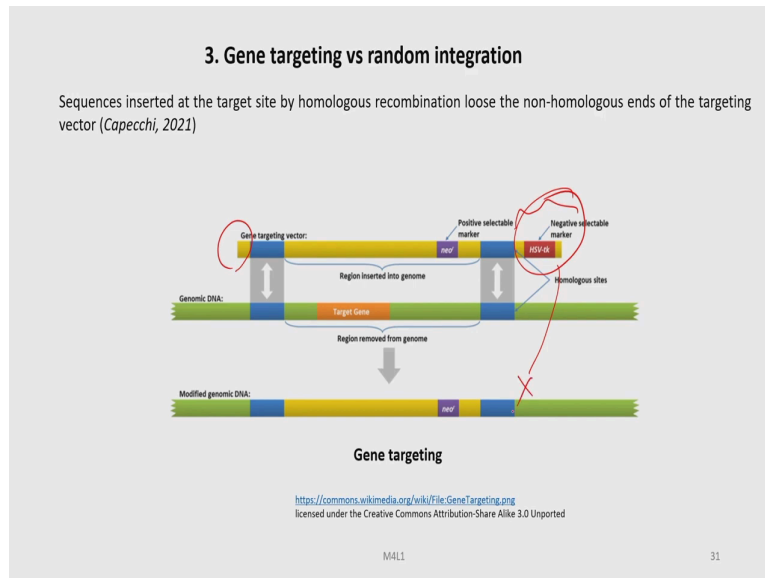 3. Gene targeting vs random integration
Sequences inserted at the target site by homologous recombination loose the non-homologous ends of the targeting
vector (Capecchi, 2021)
Positive selectable
marker
Negative selectable
marker
Gene targeting vector:
neoʳ
HSV-tk
Region inserted into genome
Homologous sites
Genomic DNA:
Target Gene
Region removed from genome
Modified genomic DNA:
neoʳ
Gene targeting
https://commons.wikimedia.org/wiki/File:GeneTargeting.png
licensed under the Creative Commons Attribution-Share Alike 3.0 Unported
M4L1
31